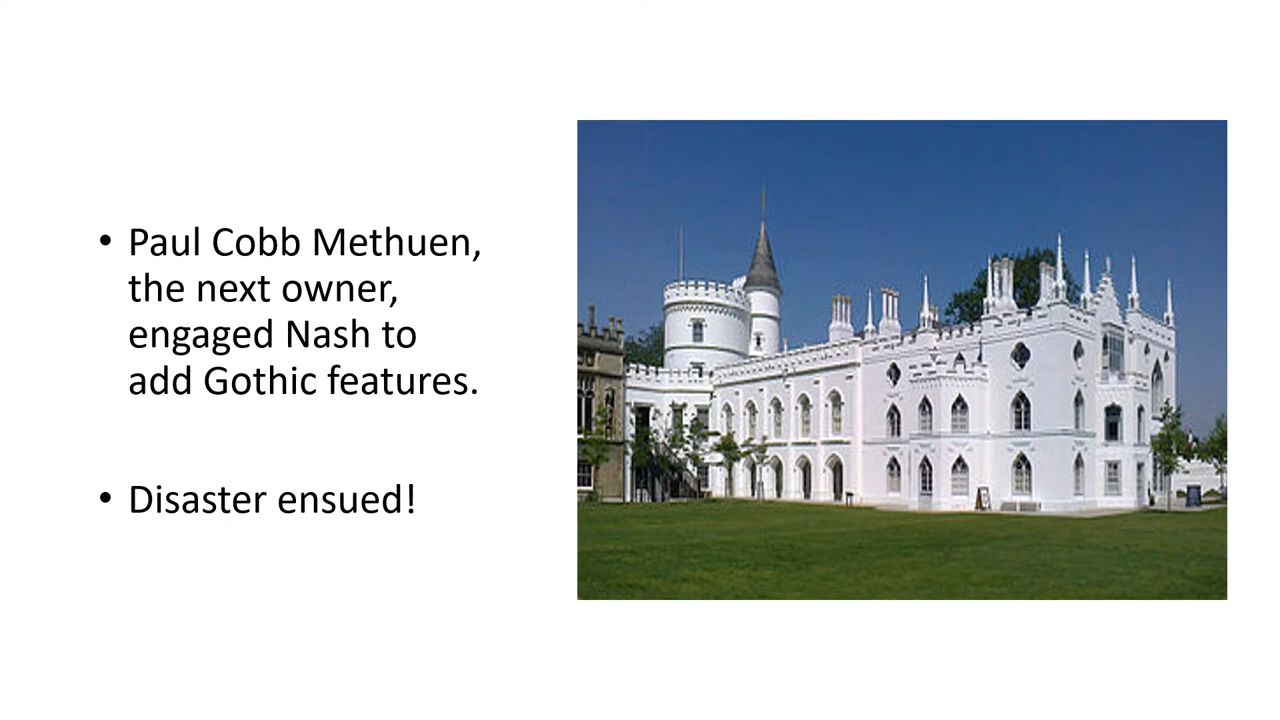 • Paul Cobb Methuen,
the next owner,
engaged Nash to
add Gothic features.
• Disaster ensued!